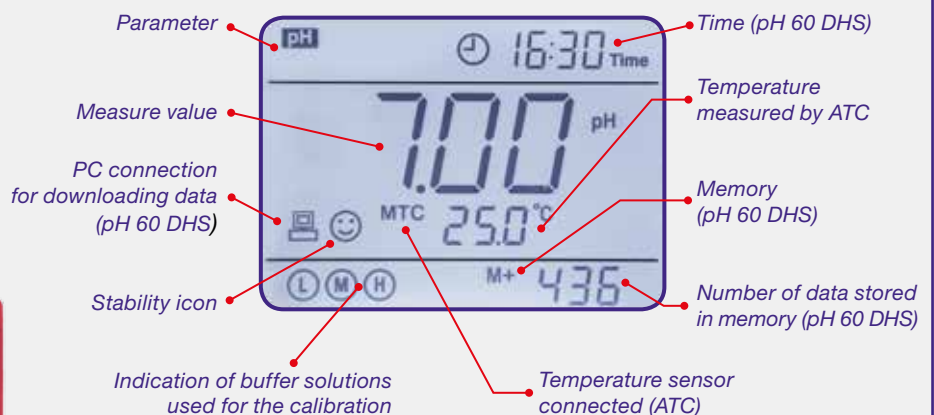 Parameter
pH
16:30 Time
Time (pH 60 DHS)
Measure value
7.00 pH
Temperature
measured by ATC
PC connection
for downloading data
(pH 60 DHS)
MTC 25.0°C
Memory
(pH 60 DHS)
Stability icon
L M H
M+ 436
Number of data stored
in memory (pH 60 DHS)
Indication of buffer solutions
used for the calibration
Temperature sensor
connected (ATC)